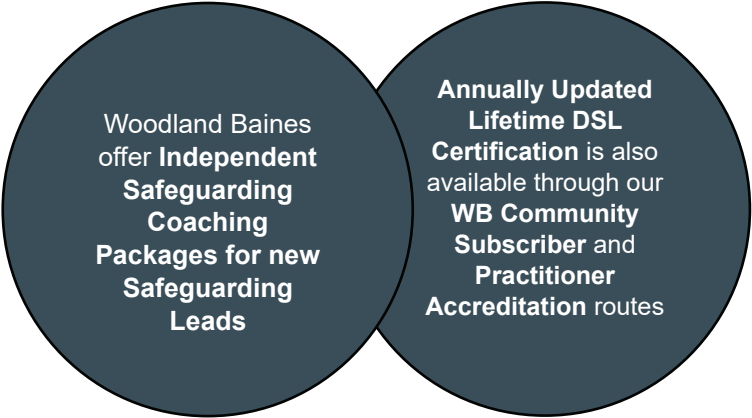 Woodland Baines
offer Independent
Safeguarding
Coaching
Packages for new
Safeguarding
Leads
Annually Updated
Lifetime DSL
Certification is also
available through our
WB Community
Subscriber and
Practitioner
Accreditation routes